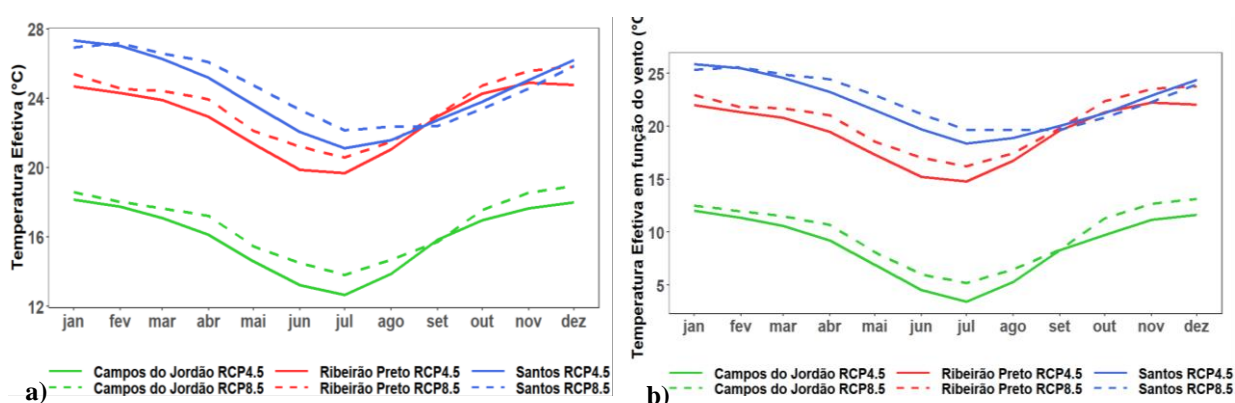 Temperatura Efetiva (°C)
28
24
20
16
12
jan fev mar abr mai jun jul ago set out nov dez
Campos do Jordão RCP4.5 Ribeirão Preto RCP4.5 Santos RCP4.5
Campos do Jordão RCP8.5 Ribeirão Preto RCP8.5 Santos RCP8.5
a)
Temperatura Efetiva em função do vento (°C
25
20
15
10
5
jan fev mar abr mai jun jul ago set out nov dez
Campos do Jordão RCP4.5 Ribeirão Preto RCP4.5 Santos RCP4.5
Campos do Jordão RCP8.5 Ribeirão Preto RCP8.5 Santos RCP8.5
b)